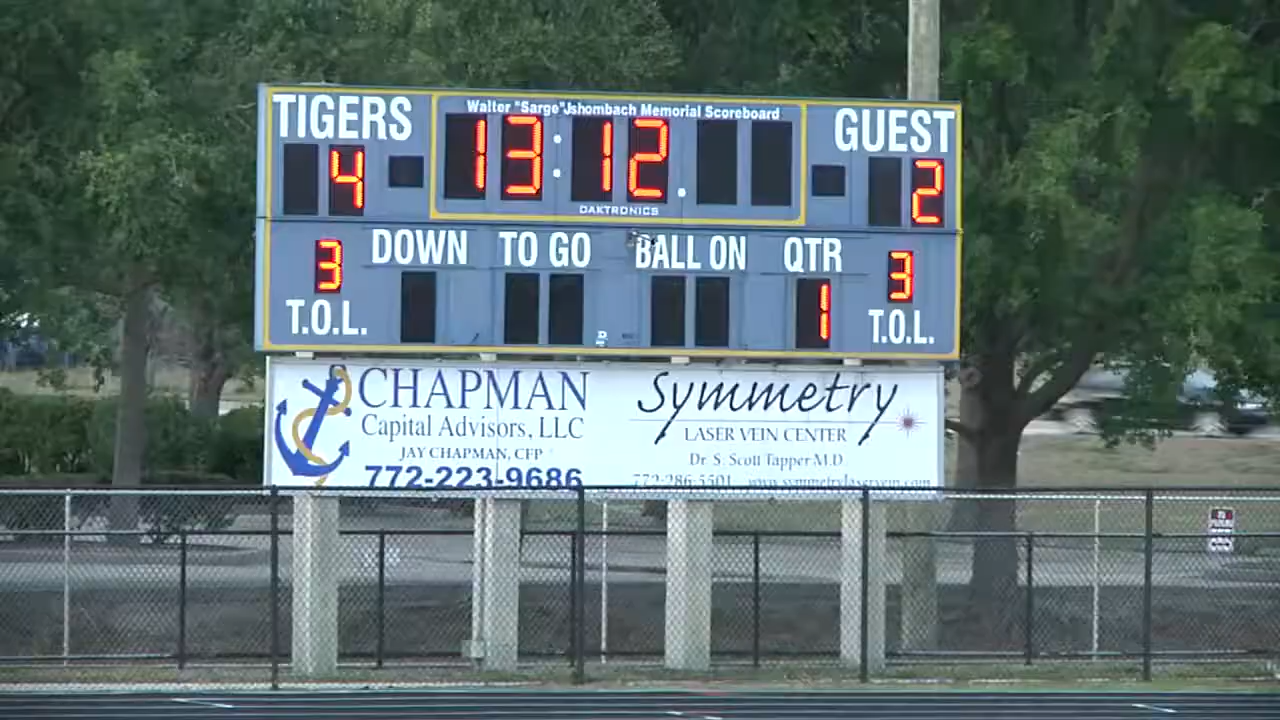 Walter "Sarge" Jshombach Memorial Scoreboard
TIGERS 13:12 GUEST
4 2
DAKTRONICS
3 DOWN TO GO BALL ON QTR 3
T.O.L. 1 T.O.L.
CHAPMAN
Capital Advisors, LLC
JAY CHAPMAN, CFP
772-223-9686
Symmetry
LASER VEIN CENTER
Dr. S. Scott Tapper M.D.
772-286-5501 www.symmetrylaservein.com